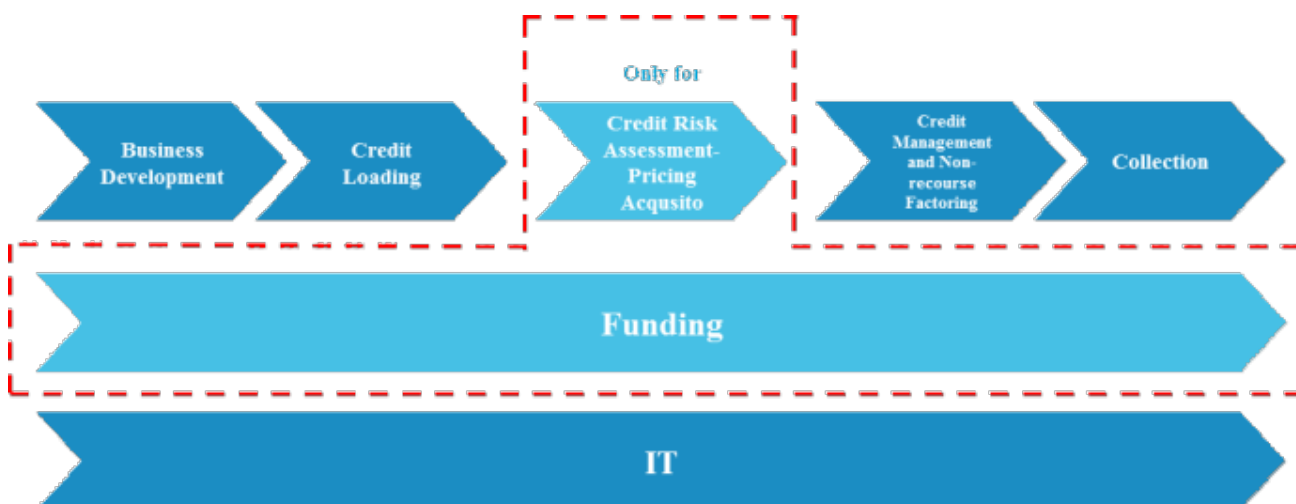 Only for
Business
Development
Credit
Loading
Credit Risk
Assessment-
Pricing
Acqusito
Credit
Management
and Non-
recourse
Factoring
Collection
Funding
IT